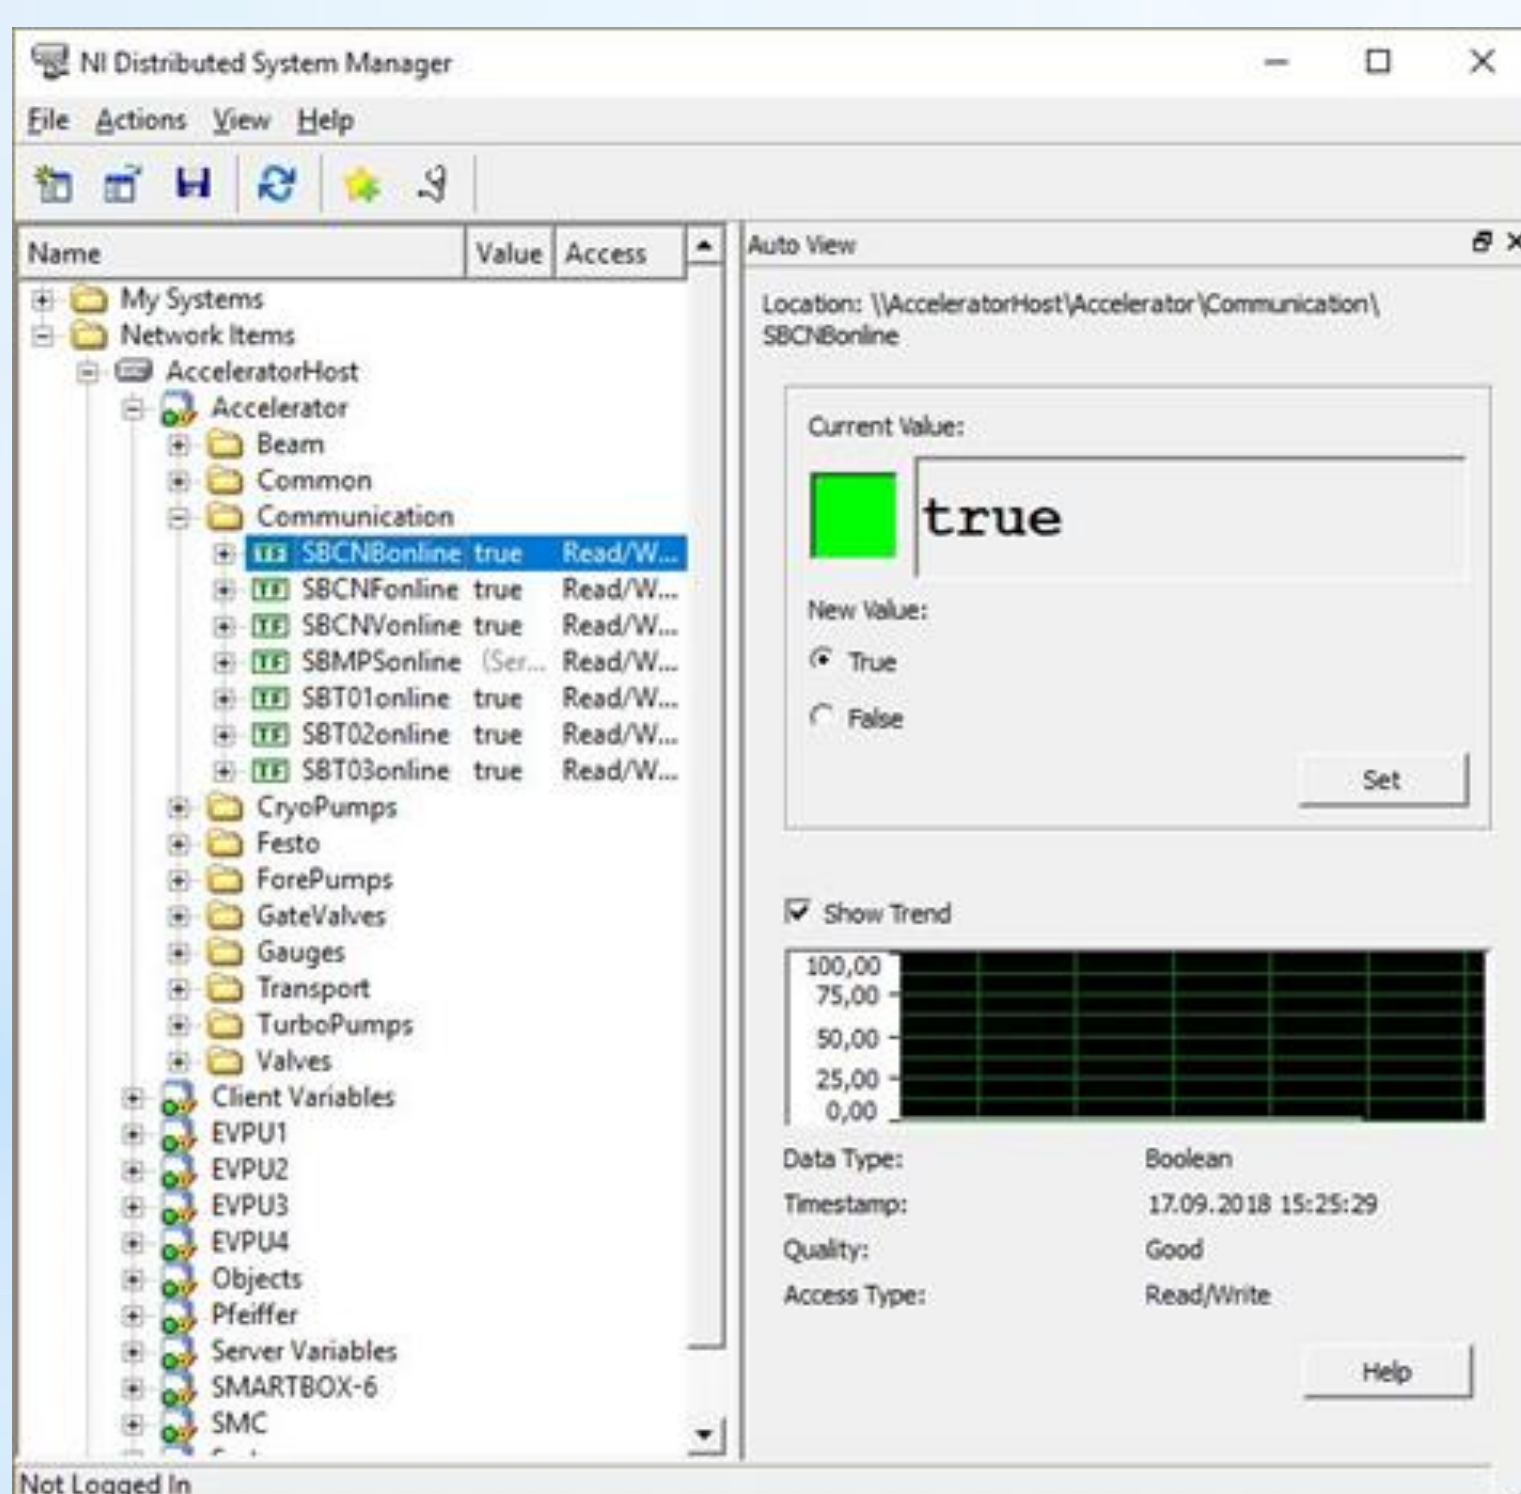 NI Distributed System Manager
File Actions View Help
Name Value Access
My Systems
Network Items
AcceleratorHost
Accelerator
Beam
Common
Communication
SBCNBonline true Read/W...
SBCNFonline true Read/W...
SBCNVonline true Read/W...
SBMPSonline (Ser... Read/W...
SBT01online true Read/W...
SBT02online true Read/W...
SBT03online true Read/W...
CryoPumps
Festo
ForePumps
GateValves
Gauges
Transport
TurboPumps
Valves
Client Variables
EVPU1
EVPU2
EVPU3
EVPU4
Objects
Pfeiffer
Server Variables
SMARTBOX-6
SMC
Not Logged In
Auto View
Location: \\AcceleratorHost\Accelerator\Communication\
SBCNBonline
Current Value:
true
New Value:
True
False
Set
Show Trend
100,00
75,00
50,00
25,00
0,00
Data Type: Boolean
Timestamp: 17.09.2018 15:25:29
Quality: Good
Access Type: Read/Write
Help